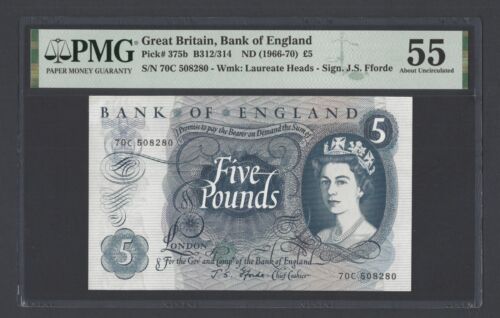 PMG
PAPER MONEY GUARANTY
Great Britain, Bank of England
Pick# 375b B312/314 ND (1966-70) £5
S/N 70C 508280 - Wmk: Laureate Heads - Sign. J.S. Fforde
55
About Uncirculated
BANK OF ENGLAND
I Promise to pay the Bearer on Demand the Sum of
5
70C 508280
Five
Pounds
LONDON
For the Govr and Compa of the Bank of England
5
J. S. Fforde Chief Cashier
70C 508280